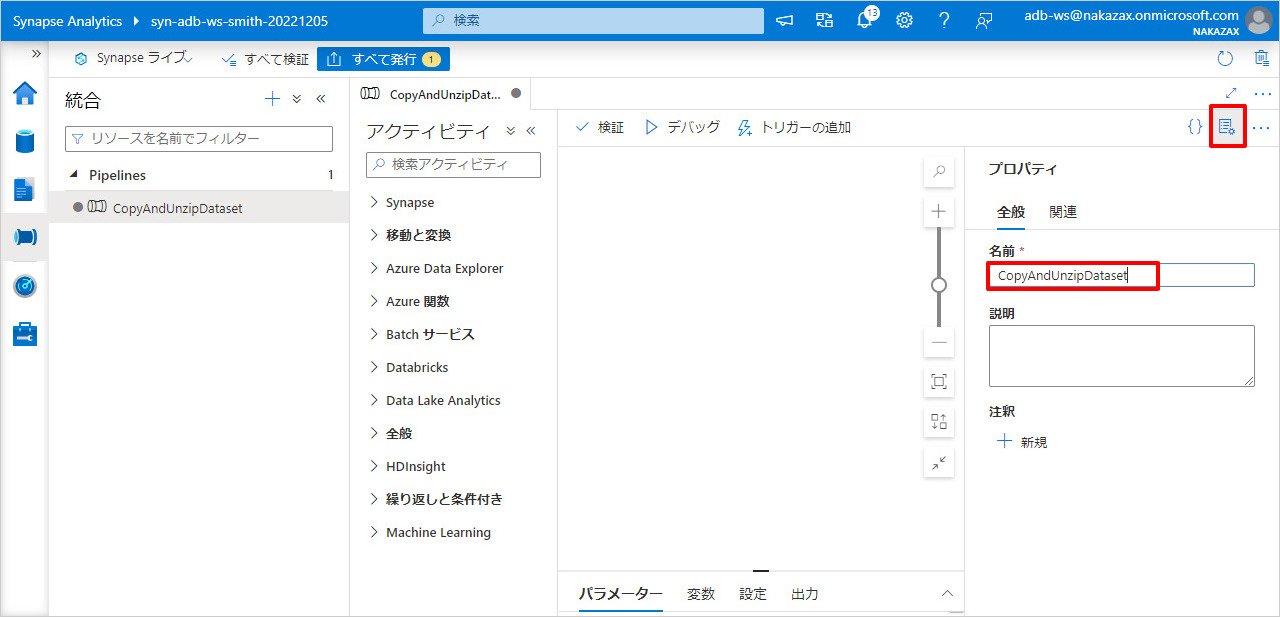 Synapse Analytics
syn-adb-ws-smith-20221205
検索
13
adb-ws@nakazax.onmicrosoft.com
NAKAZAX
Synapse ライブ
すべて検証
すべて発行 1
統合
リソースを名前でフィルター
Pipelines 1
CopyAndUnzipDataset
CopyAndUnzipDat...
アクティビティ
検索アクティビティ
Synapse
移動と変換
Azure Data Explorer
Azure 関数
Batch サービス
Databricks
Data Lake Analytics
全般
HDInsight
繰り返しと条件付き
Machine Learning
検証
デバッグ
トリガーの追加
{}
パラメーター
変数
設定
出力
プロパティ
全般
関連
名前 *
CopyAndUnzipDataset
説明
注釈
新規